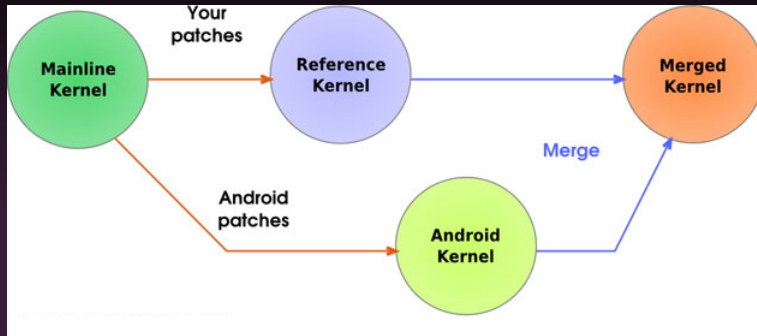 Your
patches
Mainline
Kernel
Reference
Kernel
Merged
Kernel
Merge
Android
patches
Android
Kernel